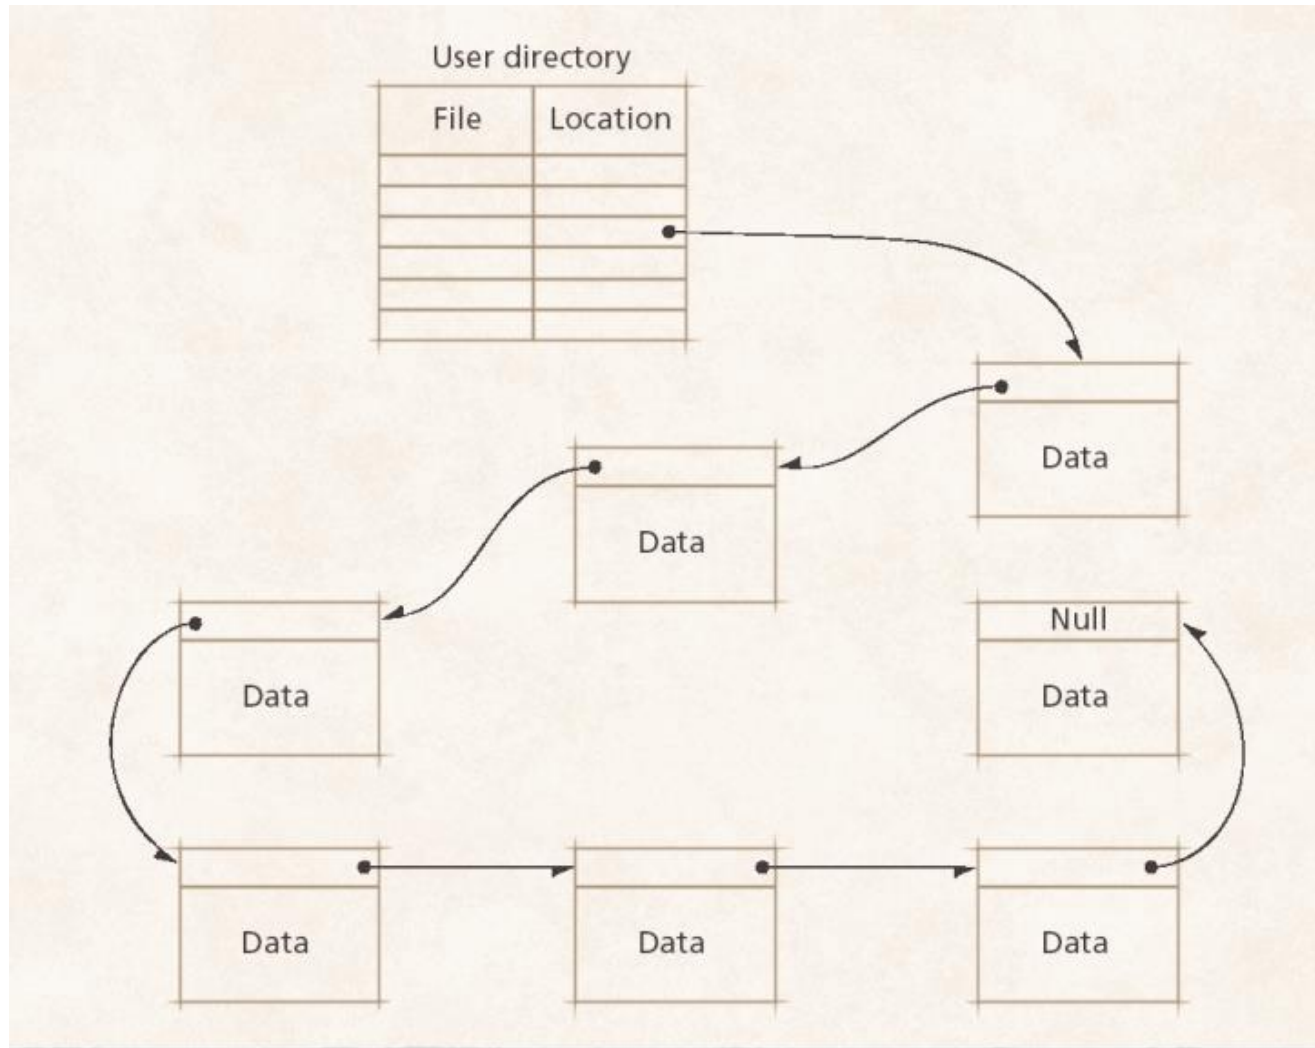 User directory
File Location
Data
Data
Data
Null
Data
Data
Data
Data